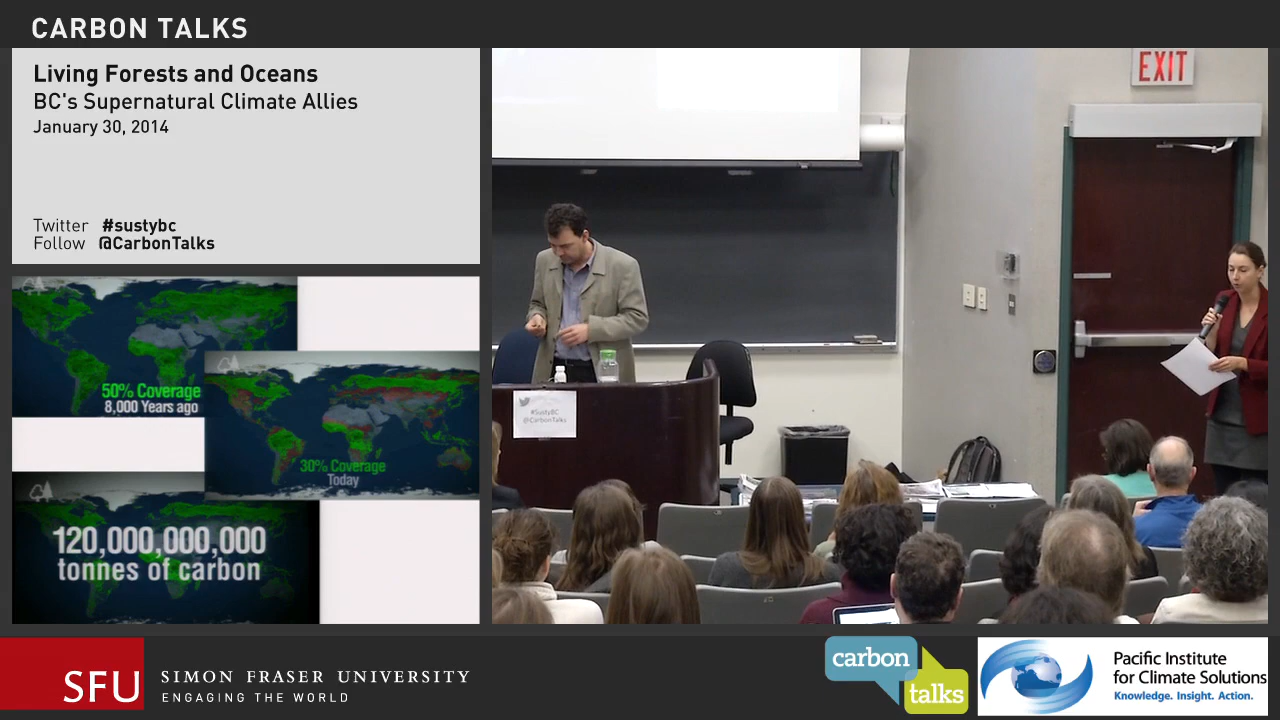 CARBON TALKS
Living Forests and Oceans
BC's Supernatural Climate Allies
January 30, 2014
Twitter #sustybc
Follow @CarbonTalks
50% Coverage
8,000 Years ago
30% Coverage
Today
120,000,000,000
tonnes of carbon
EXIT
#SustyBC
@CarbonTalks
SFU
SIMON FRASER UNIVERSITY
ENGAGING THE WORLD
carbon
talks
Pacific Institute
for Climate Solutions
Knowledge. Insight. Action.